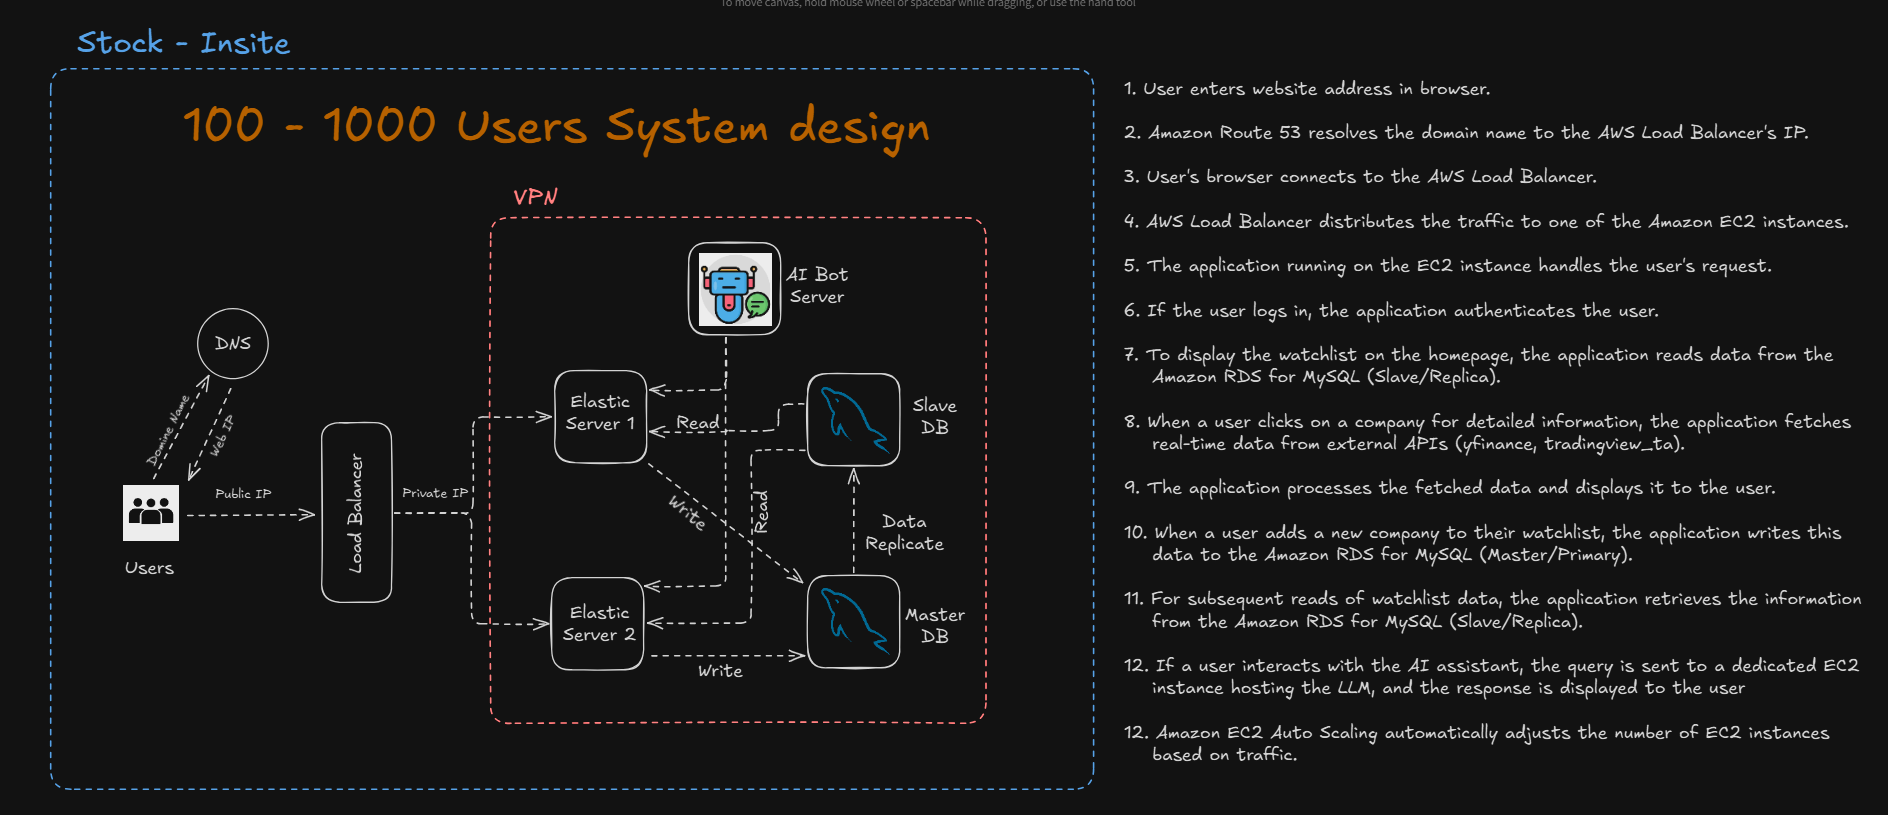 To move canvas, hold mouse wheel or spacebar while dragging, or use the hand tool
Stock - Insite
100 - 1000 Users System design
VPN
AI Bot
Server
DNS
Domine Name
Web IP
Elastic
Server 1
Read
Slave
DB
Public IP
Load Balancer
Private IP
Write
Read
Data
Replicate
Users
Elastic
Server 2
Master
DB
Write
1. User enters website address in browser.
2. Amazon Route 53 resolves the domain name to the AWS Load Balancer's IP.
3. User's browser connects to the AWS Load Balancer.
4. AWS Load Balancer distributes the traffic to one of the Amazon EC2 instances.
5. The application running on the EC2 instance handles the user's request.
6. If the user logs in, the application authenticates the user.
7. To display the watchlist on the homepage, the application reads data from the
Amazon RDS for MySQL (Slave/Replica).
8. When a user clicks on a company for detailed information, the application fetches
real-time data from external APIs (yfinance, tradingview_ta).
9. The application processes the fetched data and displays it to the user.
10. When a user adds a new company to their watchlist, the application writes this
data to the Amazon RDS for MySQL (Master/Primary).
11. For subsequent reads of watchlist data, the application retrieves the information
from the Amazon RDS for MySQL (Slave/Replica).
12. If a user interacts with the AI assistant, the query is sent to a dedicated EC2
instance hosting the LLM, and the response is displayed to the user
12. Amazon EC2 Auto Scaling automatically adjusts the number of EC2 instances
based on traffic.